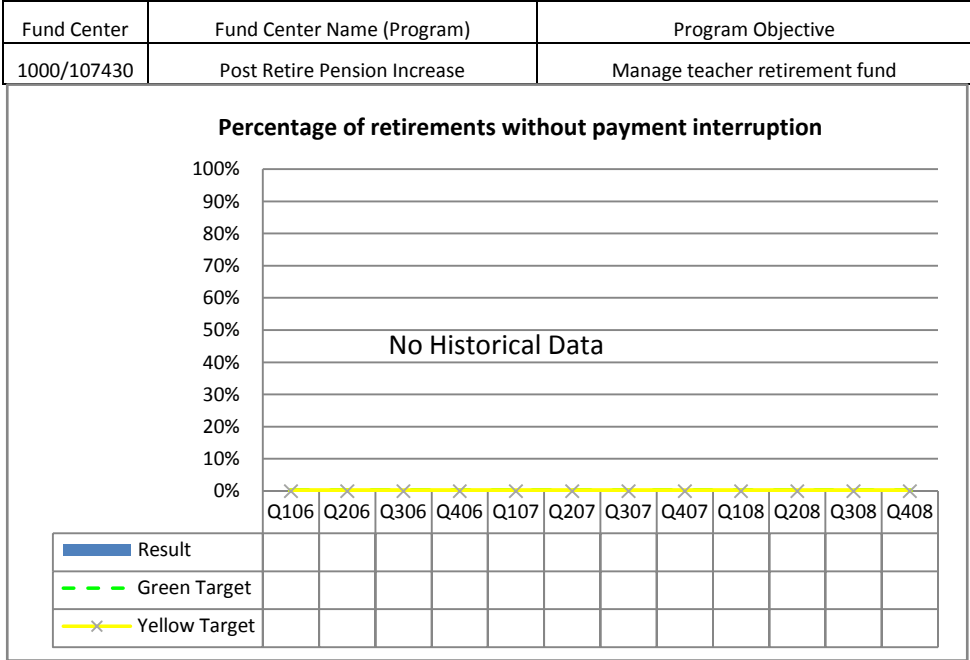 Fund Center Fund Center Name (Program) Program Objective
1000/107430 Post Retire Pension Increase Manage teacher retirement fund
Percentage of retirements without payment interruption
100%
90%
80%
70%
60%
50%
No Historical Data
40%
30%
20%
10%
0%
Q106 Q206 Q306 Q406 Q107 Q207 Q307 Q407 Q108 Q208 Q308 Q408
Result
Green Target
Yellow Target